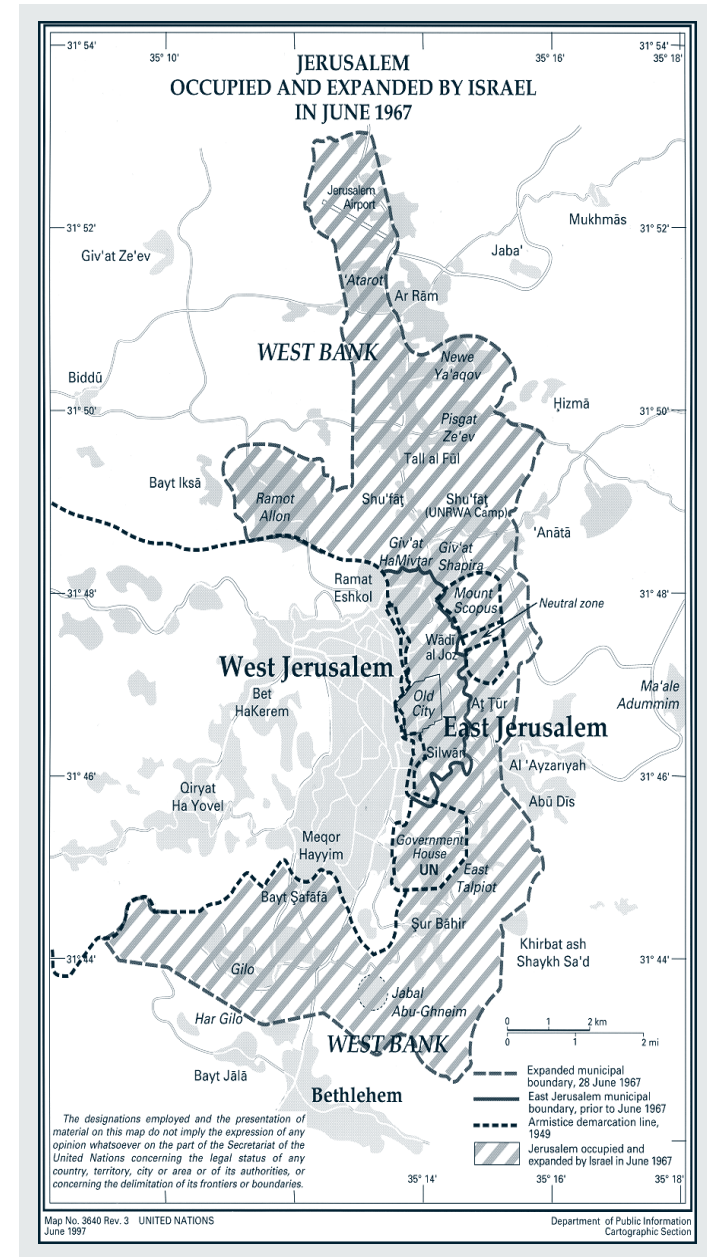 31° 54'
35° 10'
35° 16'
31° 54'
35° 18'
JERUSALEM
OCCUPIED AND EXPANDED BY ISRAEL
IN JUNE 1967
Jerusalem
Airport
Mukhmās
31° 52'
31° 52'
Giv'at Ze'ev
Jaba'
'Atarot
Ar Rām
WEST BANK
Newe
Ya'aqov
Biddū
Ḥizmā
31° 50'
31° 50'
Pisgat
Ze'ev
Tall al Fūl
Bayt Iksā
Ramot
Allon
Shu'fāṭ
Shu'fāṭ
(UNRWA Camp)
'Anātā
Giv'at
HaMivtar
Giv'at
Shapira
Ramat
Eshkol
31° 48'
31° 48'
Mount
Scopus
Neutral zone
Wādī
al Joz
West Jerusalem
Bet
HaKerem
Old
City
Aṭ Ṭūr
Ma'ale
Adummim
East Jerusalem
Silwān
Al 'Ayzarīyah
31° 46'
31° 46'
Qiryat
Ha Yovel
Abū Dīs
Meqor
Hayyim
Government
House
UN
East
Talpiot
Bayt Ṣafāfā
Ṣur Bāhir
Khirbat ash
Shaykh Sa'd
31° 44'
31° 44'
Gilo
Jabal
Abu-Ghneim
Har Gilo
0 1 2 km
0 1 2 mi
WEST BANK
Bayt Jālā
Bethlehem
Expanded municipal
boundary, 28 June 1967
East Jerusalem municipal
boundary, prior to June 1967
Armistice demarcation line,
1949
Jerusalem occupied and
expanded by Israel in June 1967
The designations employed and the presentation of
material on this map do not imply the expression of any
opinion whatsoever on the part of the Secretariat of the
United Nations concerning the legal status of any
country, territory, city or area or of its authorities, or
concerning the delimitation of its frontiers or boundaries.
35° 14'
35° 16'
35° 18'
Map No. 3640 Rev. 3 UNITED NATIONS
June 1997
Department of Public Information
Cartographic Section